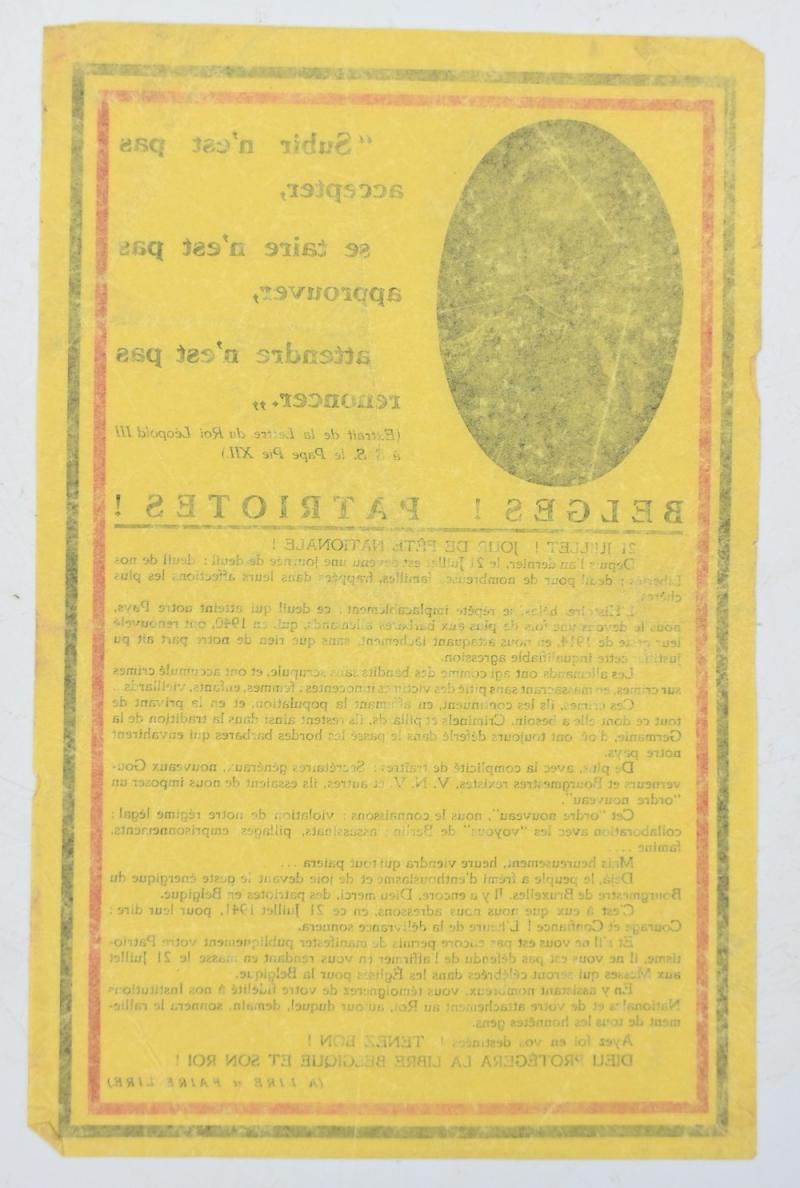 “ Subir n'est pas
accepter,
se taire n'est pas
approuver,
attendre n'est pas
renoncer. „
(Extrait de la Lettre du Roi Léopold III
à S. S. le Pape Pie XII.)
BELGES ! PATRIOTES !
21 JUILLET ! JOUR DE FÊTE NATIONALE !
Depuis l'an dernier, le 21 Juillet est devenu une journée de deuil : deuil de nos
Libertés ; deuil pour de nombreuses familles, frappées dans leurs affections les plus
chères.
L'Histoire, hélas, se répète implacablement : ce deuil qui atteint notre Pays,
nous le devons une fois de plus aux barbares allemands, qui, en 1940, ont renouvelé
leur geste de 1914, en nous attaquant lâchement, sans que rien de notre part ait pu
justifier cette inqualifiable agression.
Les allemands ont agi comme des bandits sans scrupule, et ont accumulé crimes
sur crimes, en massacrant sans pitié des victimes innocentes : femmes, enfants, vieillards...
Ces crimes, ils les continuent, en affamant la population, et en la privant de
tout ce dont elle a besoin. Criminels et pillards, ils restent ainsi dans la tradition de la
Germanie, d'où ont toujours déferlé dans le passé les hordes barbares qui envahirent
notre pays.
De plus, avec la complicité de traîtres : Secrétaires généraux, nouveaux Gou-
verneurs et Bourgmestres rexistes, V. N. V. et autres, ils essaient de nous imposer un
"ordre nouveau".
Cet "ordre nouveau", nous le connaissons : violation de notre régime légal ;
collaboration avec les "voyous" de Berlin ; assassinats, pillages, emprisonnements,
famine ....
Mais heureusement, heure viendra qui tout paiera ...
Déjà, le peuple a frémi d'enthousiasme et de joie devant le geste énergique du
Bourgmestre de Bruxelles. Il y a encore, Dieu merci, des patriotes en Belgique.
C'est à eux que nous nous adressons, en ce 21 Juillet 1941, pour leur dire :
Courage et Confiance ! L'heure de la délivrance sonnera.
Et s'il ne vous est pas encore permis de manifester publiquement votre Patrio-
tisme, il ne vous est pas défendu de l'affirmer en vous rendant en masse le 21 Juillet
aux Messes qui seront célébrées dans les Églises pour la Belgique.
En y assistant nombreux, vous témoignerez de votre fidélité à nos Institutions
Nationales et de votre attachement au Roi, autour duquel, demain, sonnera le rallie-
ment de tous les honnêtes gens.
Ayez foi en vos destinées ! TENEZ BON !
DIEU PROTÉGERA LA LIBRE BELGIQUE ET SON ROI !
(A LIRE & FAIRE LIRE)